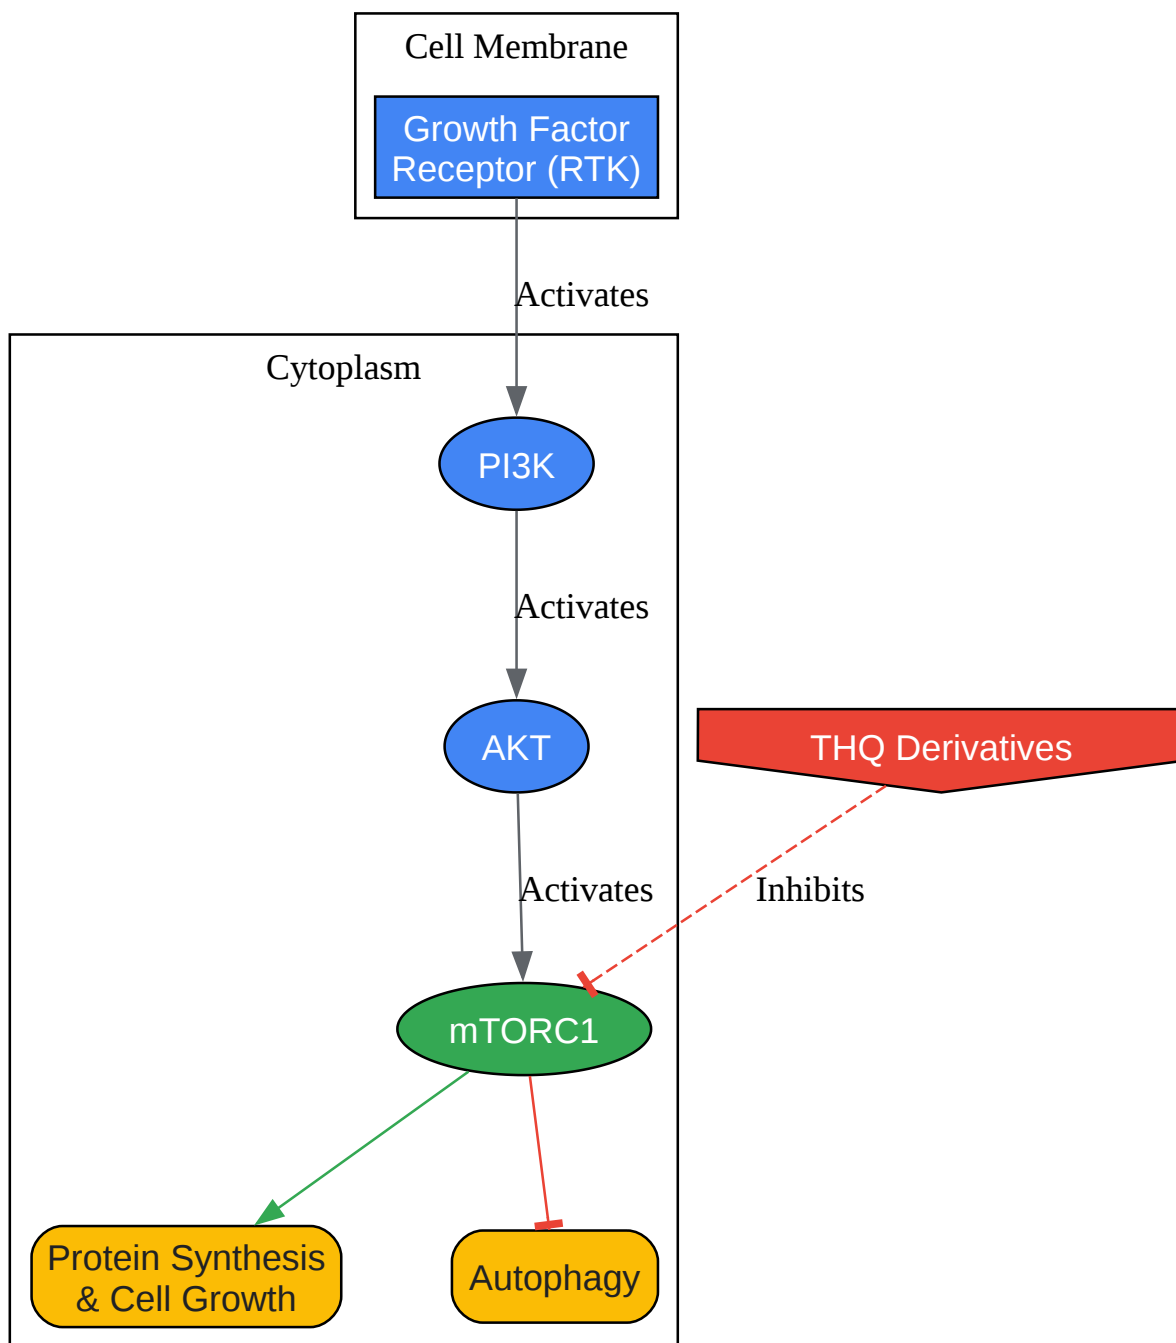 Cell Membrane
Growth Factor
Receptor (RTK)
Activates
Cytoplasm
PI3K
Activates
AKT
THQ Derivatives
Activates
Inhibits
mTORC1
Protein Synthesis
& Cell Growth
Autophagy